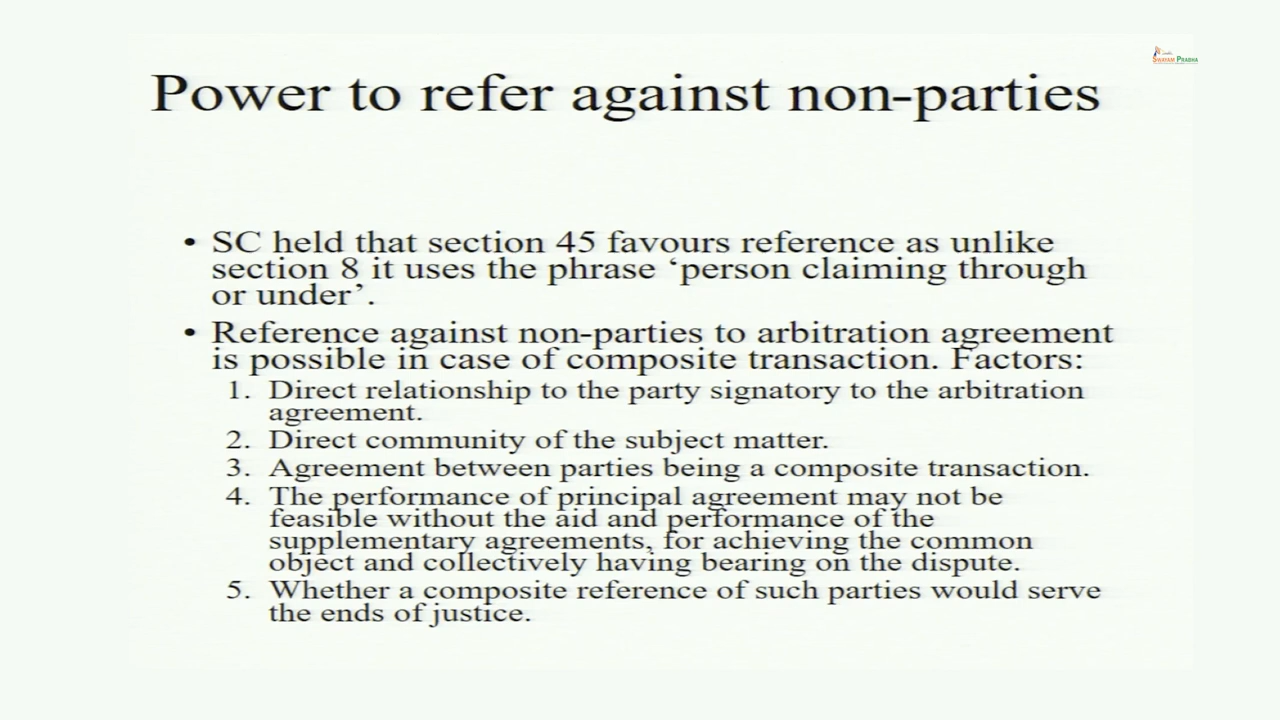 SWAYAM PRABHA
Power to refer against non-parties
• SC held that section 45 favours reference as unlike
section 8 it uses the phrase ‘person claiming through
or under’.
• Reference against non-parties to arbitration agreement
is possible in case of composite transaction. Factors:
1. Direct relationship to the party signatory to the arbitration
agreement.
2. Direct community of the subject matter.
3. Agreement between parties being a composite transaction.
4. The performance of principal agreement may not be
feasible without the aid and performance of the
supplementary agreements, for achieving the common
object and collectively having bearing on the dispute.
5. Whether a composite reference of such parties would serve
the ends of justice.